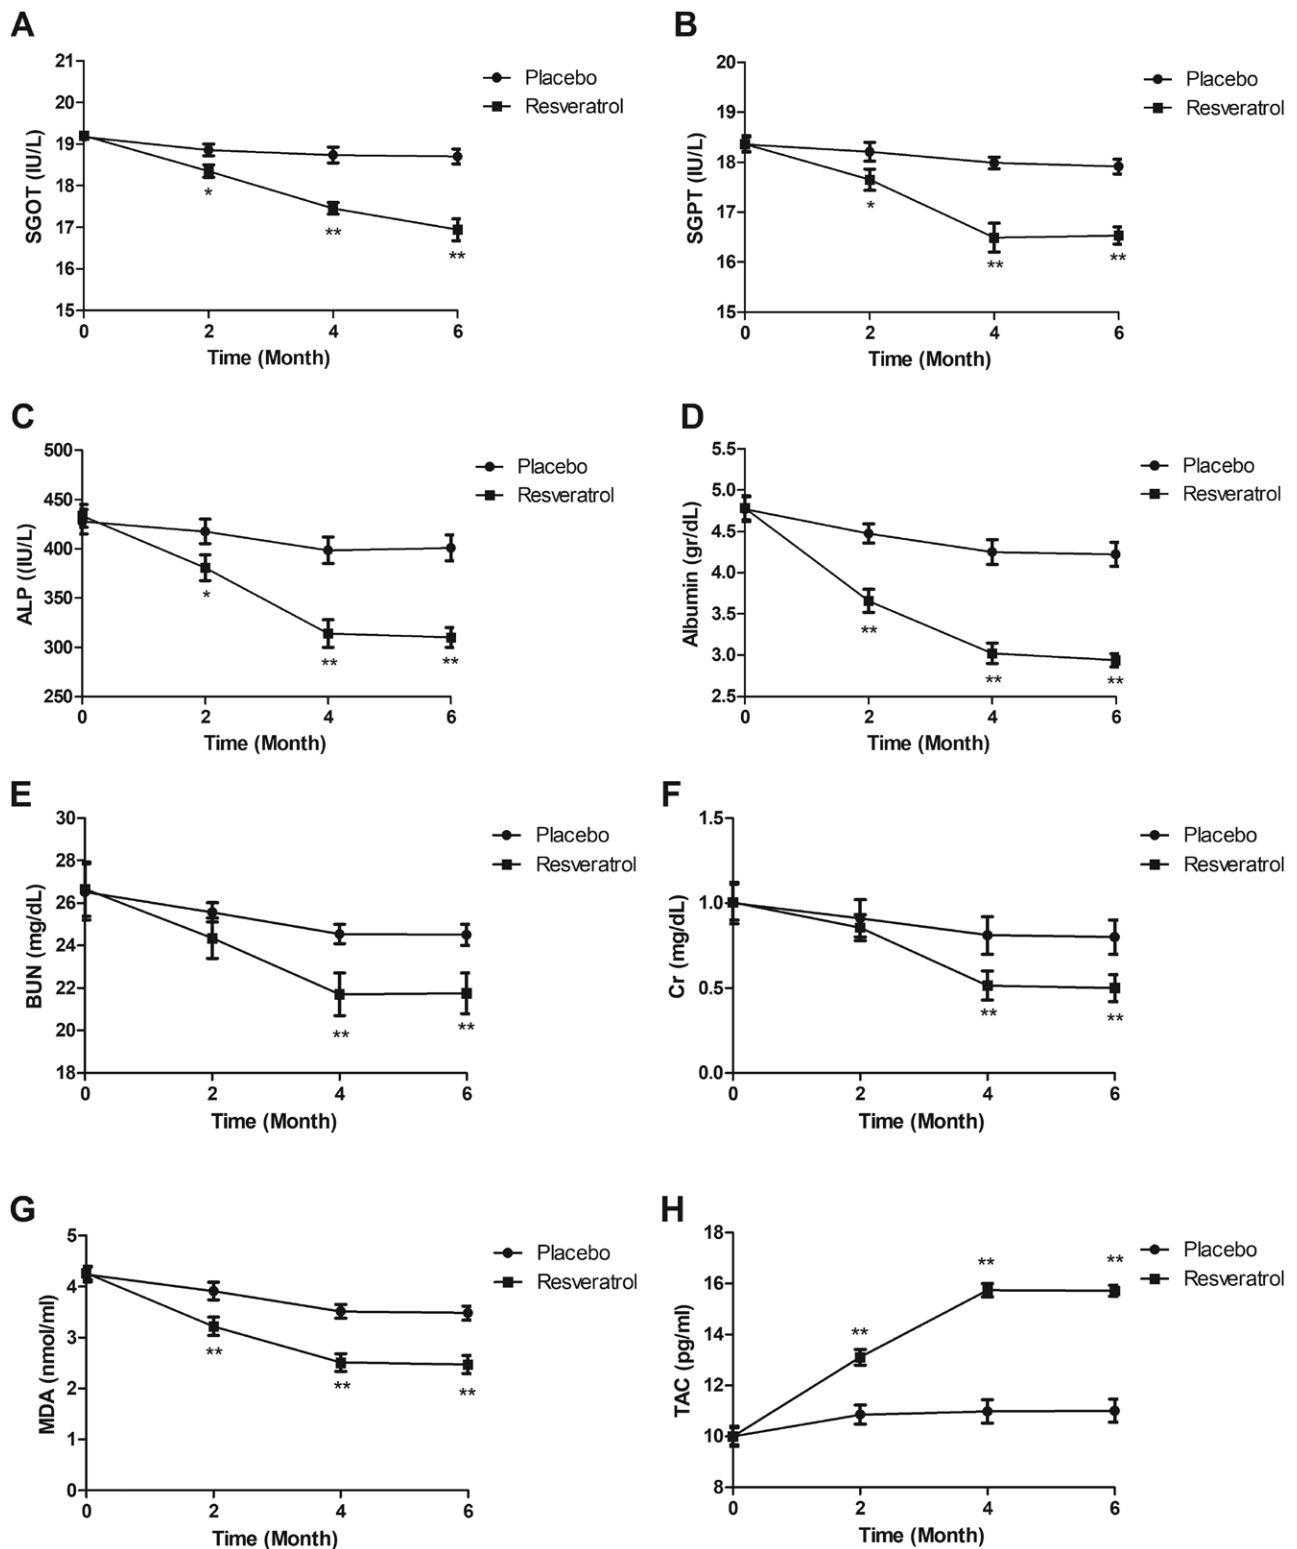 A
21
20
19
18
17
16
15
SGOT (IU/L)
0 2 4 6
Time (Month)
Placebo
Resveratrol
*
**
**
B
20
19
18
17
16
15
SGPT (IU/L)
0 2 4 6
Time (Month)
Placebo
Resveratrol
*
**
**
C
500
450
400
350
300
250
ALP ((IU/L)
0 2 4 6
Time (Month)
Placebo
Resveratrol
*
**
**
D
5.5
5.0
4.5
4.0
3.5
3.0
2.5
Albumin (gr/dL)
0 2 4 6
Time (Month)
Placebo
Resveratrol
**
**
**
E
30
28
26
24
22
20
18
BUN (mg/dL)
0 2 4 6
Time (Month)
Placebo
Resveratrol
**
**
F
1.5
1.0
0.5
0.0
Cr (mg/dL)
0 2 4 6
Time (Month)
Placebo
Resveratrol
**
**
G
5
4
3
2
1
0
MDA (nmol/ml)
0 2 4 6
Time (Month)
Placebo
Resveratrol
**
**
**
H
18
16
14
12
10
8
TAC (pg/ml)
0 2 4 6
Time (Month)
Placebo
Resveratrol
**
**
**